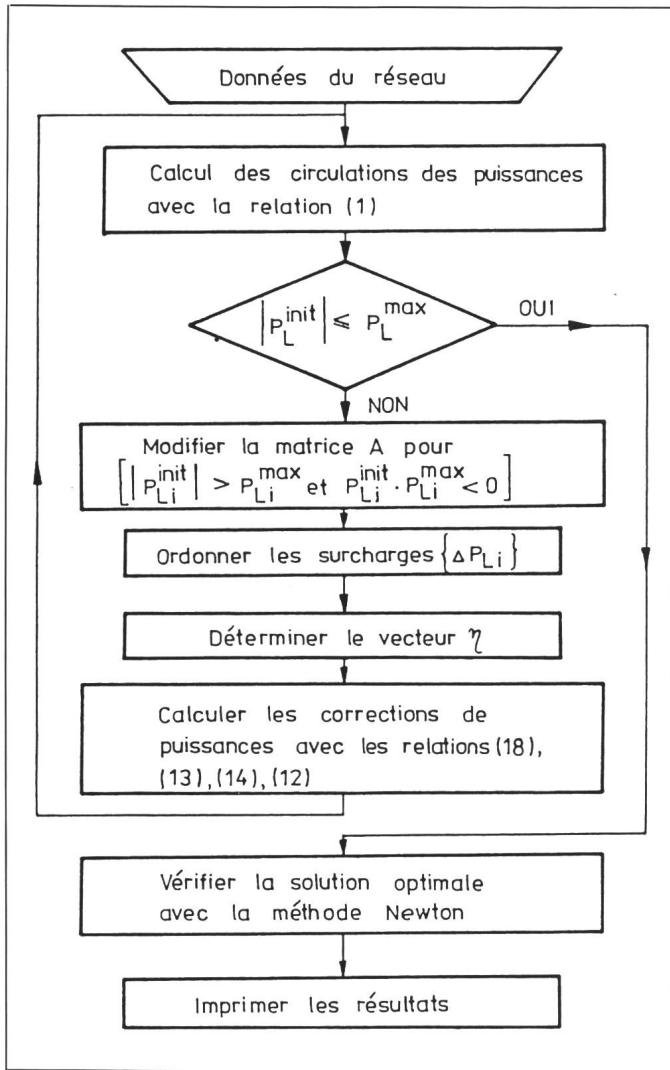 Données du réseau
Calcul des circulations des puissances
avec la relation (1)
|P_L^init| ⩽ P_L^max
OUI
NON
Modifier la matrice A pour
[|P_Li^init| > P_Li^max et P_Li^init · P_Li^max < 0]
Ordonner les surcharges {Δ P_Li}
Déterminer le vecteur η
Calculer les corrections de
puissances avec les relations (18),
(13), (14), (12)
Vérifier la solution optimale
avec la méthode Newton
Imprimer les résultats